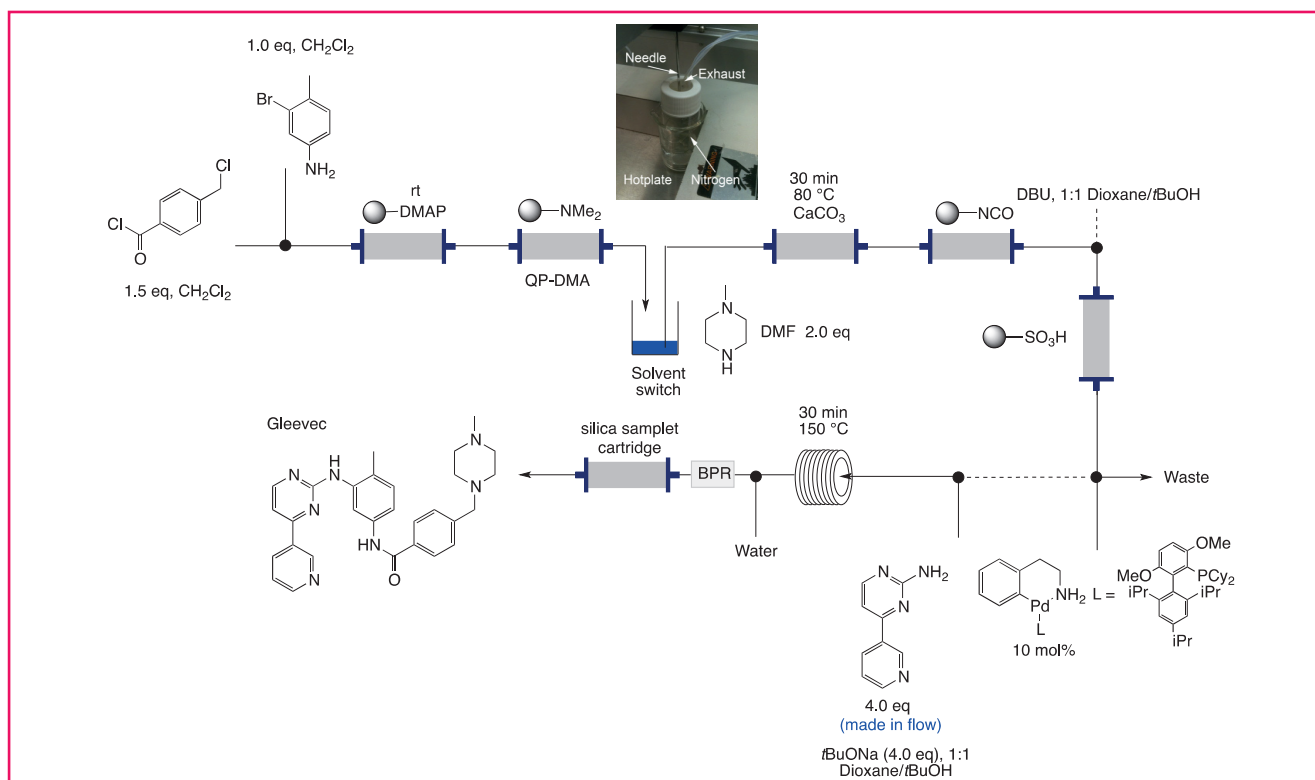 1.0 eq, CH2Cl2
Br
NH2
Cl
Cl
O
1.5 eq, CH2Cl2
rt
DMAP
NMe2
QP-DMA
Needle
Exhaust
Hotplate
Nitrogen
30 min
80 °C
CaCO3
NCO
DBU, 1:1 Dioxane/tBuOH
SO3H
Solvent
switch
N
N
H
DMF 2.0 eq
Gleevec
H
N
N
N
N
HN
O
N
N
silica samplet
cartridge
BPR
30 min
150 °C
Water
Waste
N
NH2
N
N
4.0 eq
(made in flow)
tBuONa (4.0 eq), 1:1
Dioxane/tBuOH
Pd
NH2
L
10 mol%
L =
OMe
MeO
PCy2
iPr
iPr
iPr